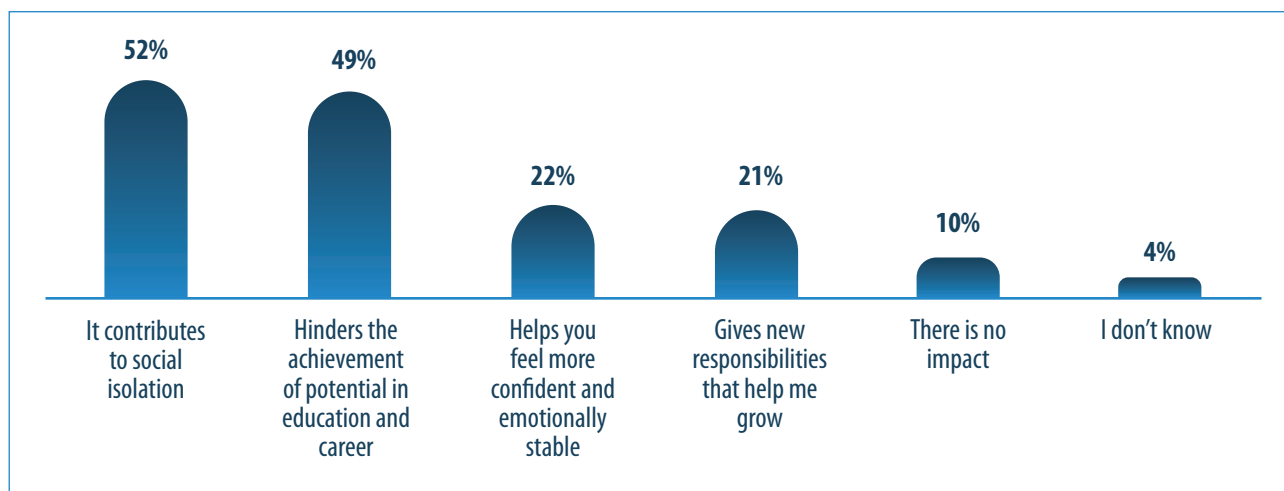 52%
49%
22%
21%
10%
4%
It contributes
to social
isolation
Hinders the
achievement
of potential in
education and
career
Helps you
feel more
confident and
emotionally
stable
Gives new
responsibilities
that help me
grow
There is no
impact
I don’t know